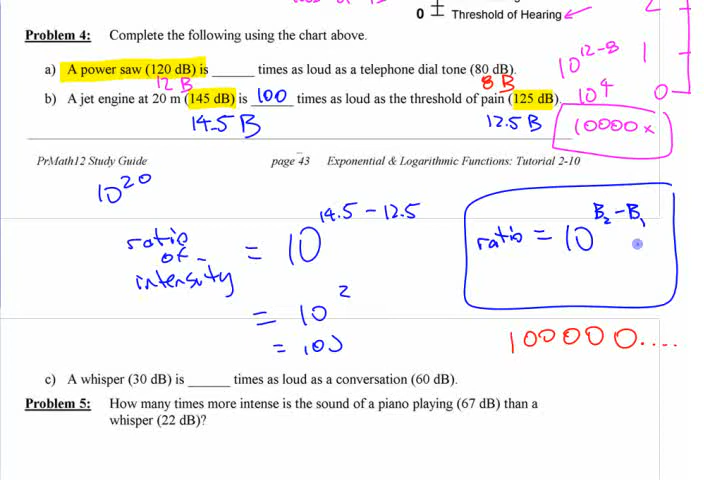 0 ± Threshold of Hearing
Problem 4: Complete the following using the chart above.
a) A power saw (120 dB) is _____ times as loud as a telephone dial tone (80 dB).
12 B
8 B
10^12-8
1
b) A jet engine at 20 m (145 dB) is 100 times as loud as the threshold of pain (125 dB).
10^4
0
14.5 B
12.5 B
10000 x
PrMath12 Study Guide page 43 Exponential & Logarithmic Functions: Tutorial 2-10
10^20
ratio of intensity = 10^14.5 - 12.5
= 10^2
= 100
ratio = 10^B₂-B₁
100000....
c) A whisper (30 dB) is _____ times as loud as a conversation (60 dB).
Problem 5: How many times more intense is the sound of a piano playing (67 dB) than a
whisper (22 dB)?